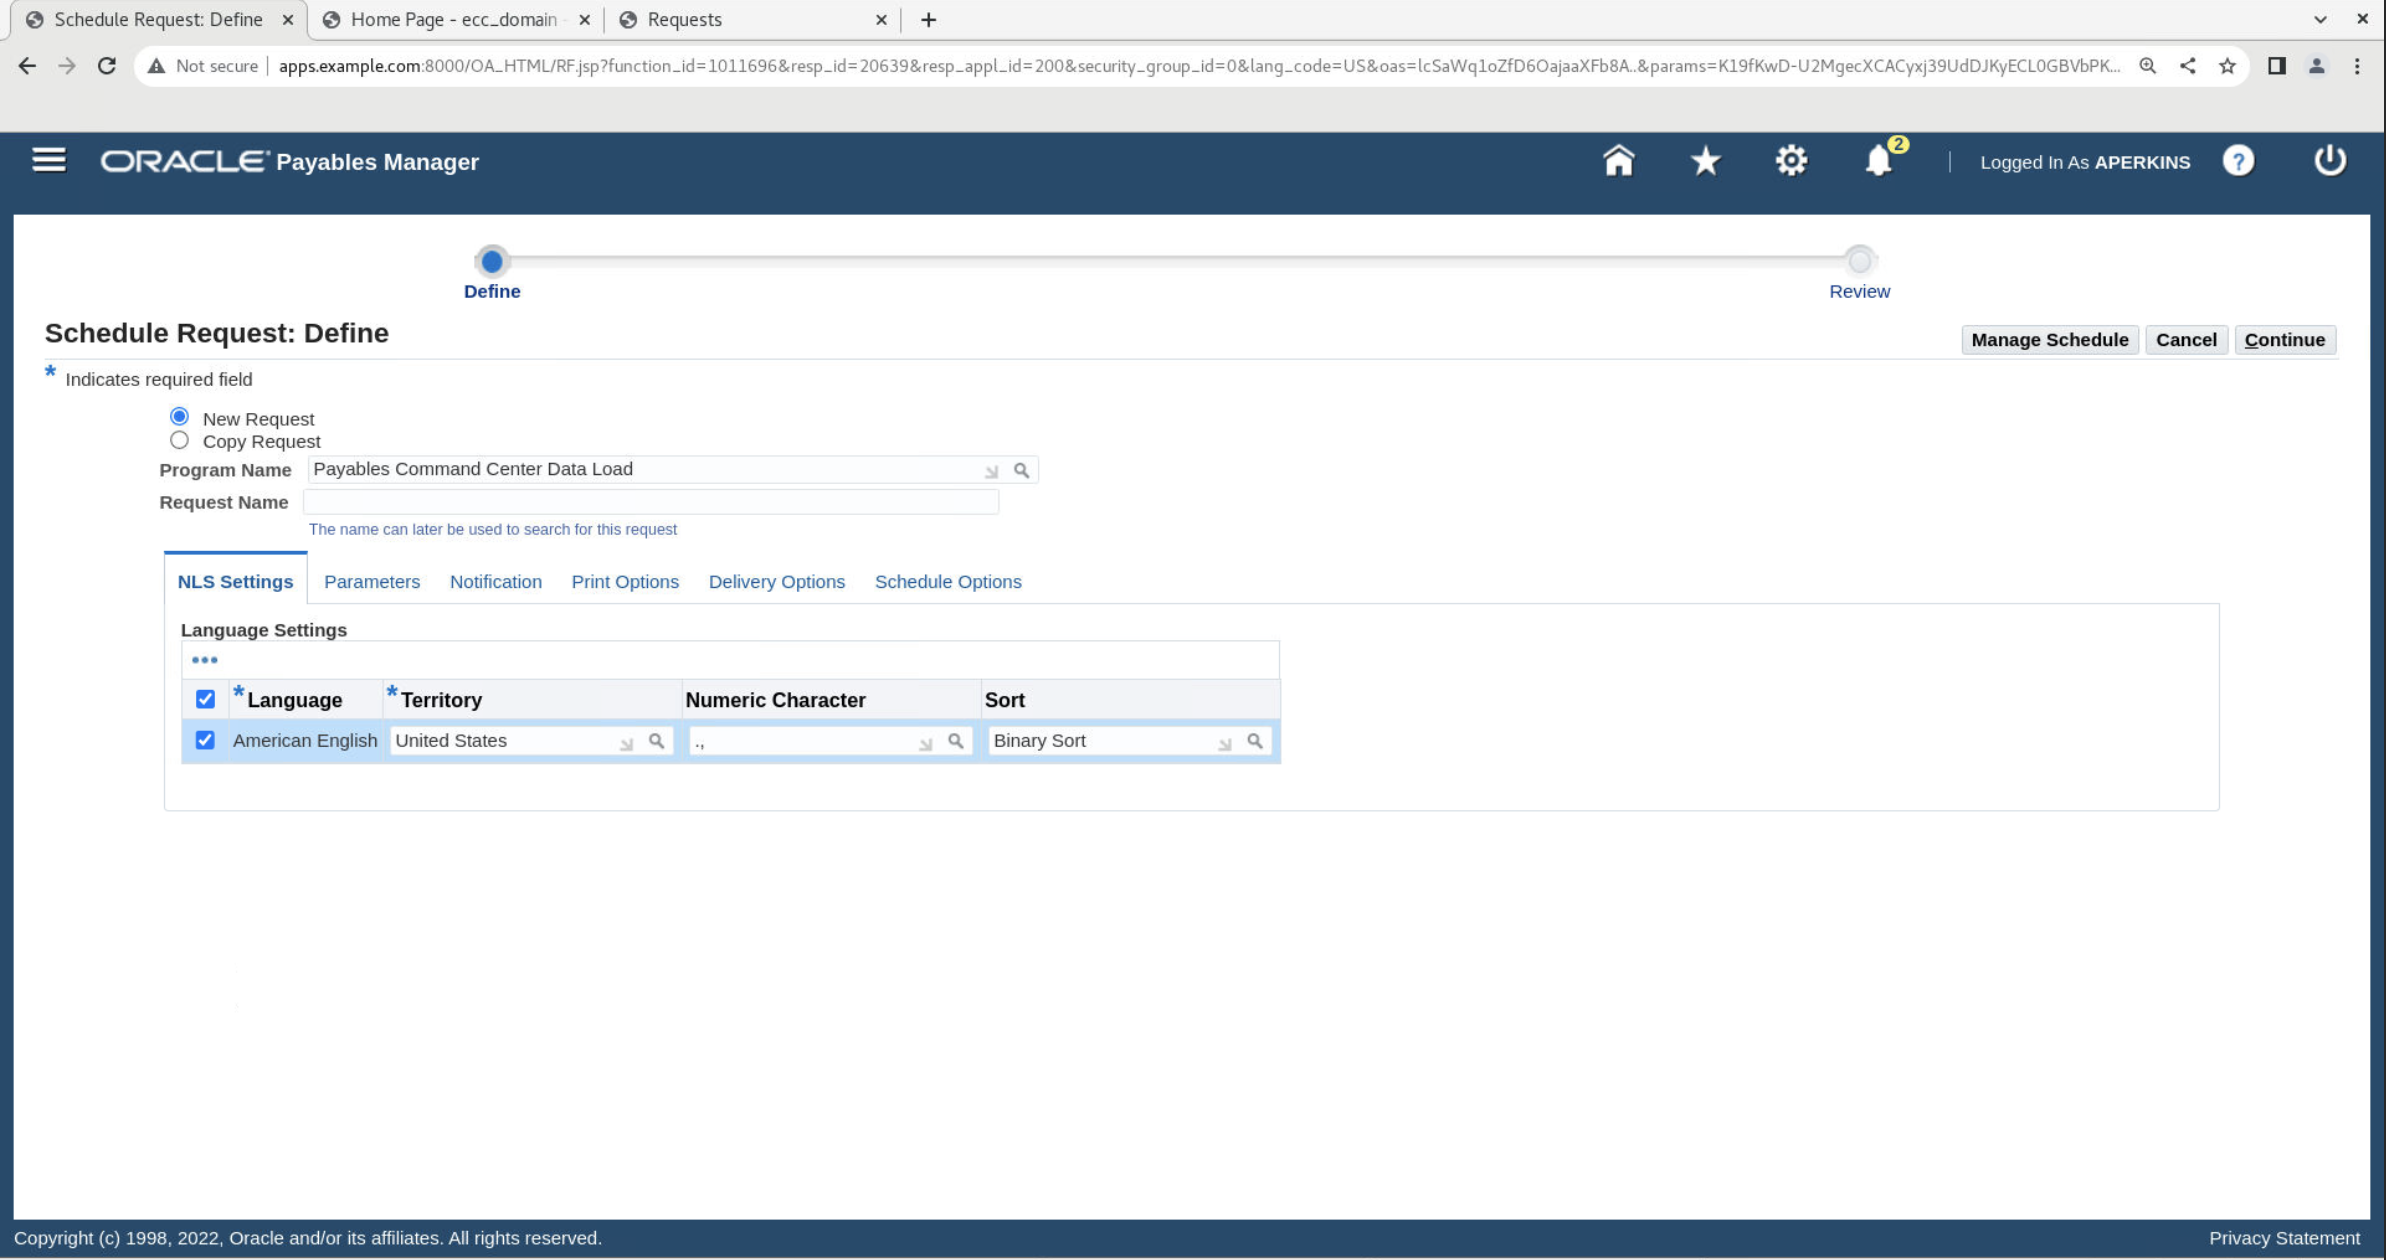 Schedule Request: Define
Home Page - ecc_domain
Requests
Not secure
apps.example.com:8000/OA_HTML/RF.jsp?function_id=1011696&resp_id=20639&resp_appl_id=200&security_group_id=0&lang_code=US&oas=lcSaWq1oZfD6OajaaXFb8A..&params=K19fKwD-U2MgecXCACyxj39UdDJKyECL0GBVbPK...
ORACLE Payables Manager
2
Logged In As APERKINS
?
Define
Review
Schedule Request: Define
Manage Schedule
Cancel
Continue
* Indicates required field
New Request
Copy Request
Program Name Payables Command Center Data Load
Request Name
The name can later be used to search for this request
NLS Settings Parameters Notification Print Options Delivery Options Schedule Options
Language Settings
* Language * Territory Numeric Character Sort
American English United States ., Binary Sort
Copyright (c) 1998, 2022, Oracle and/or its affiliates. All rights reserved.
Privacy Statement